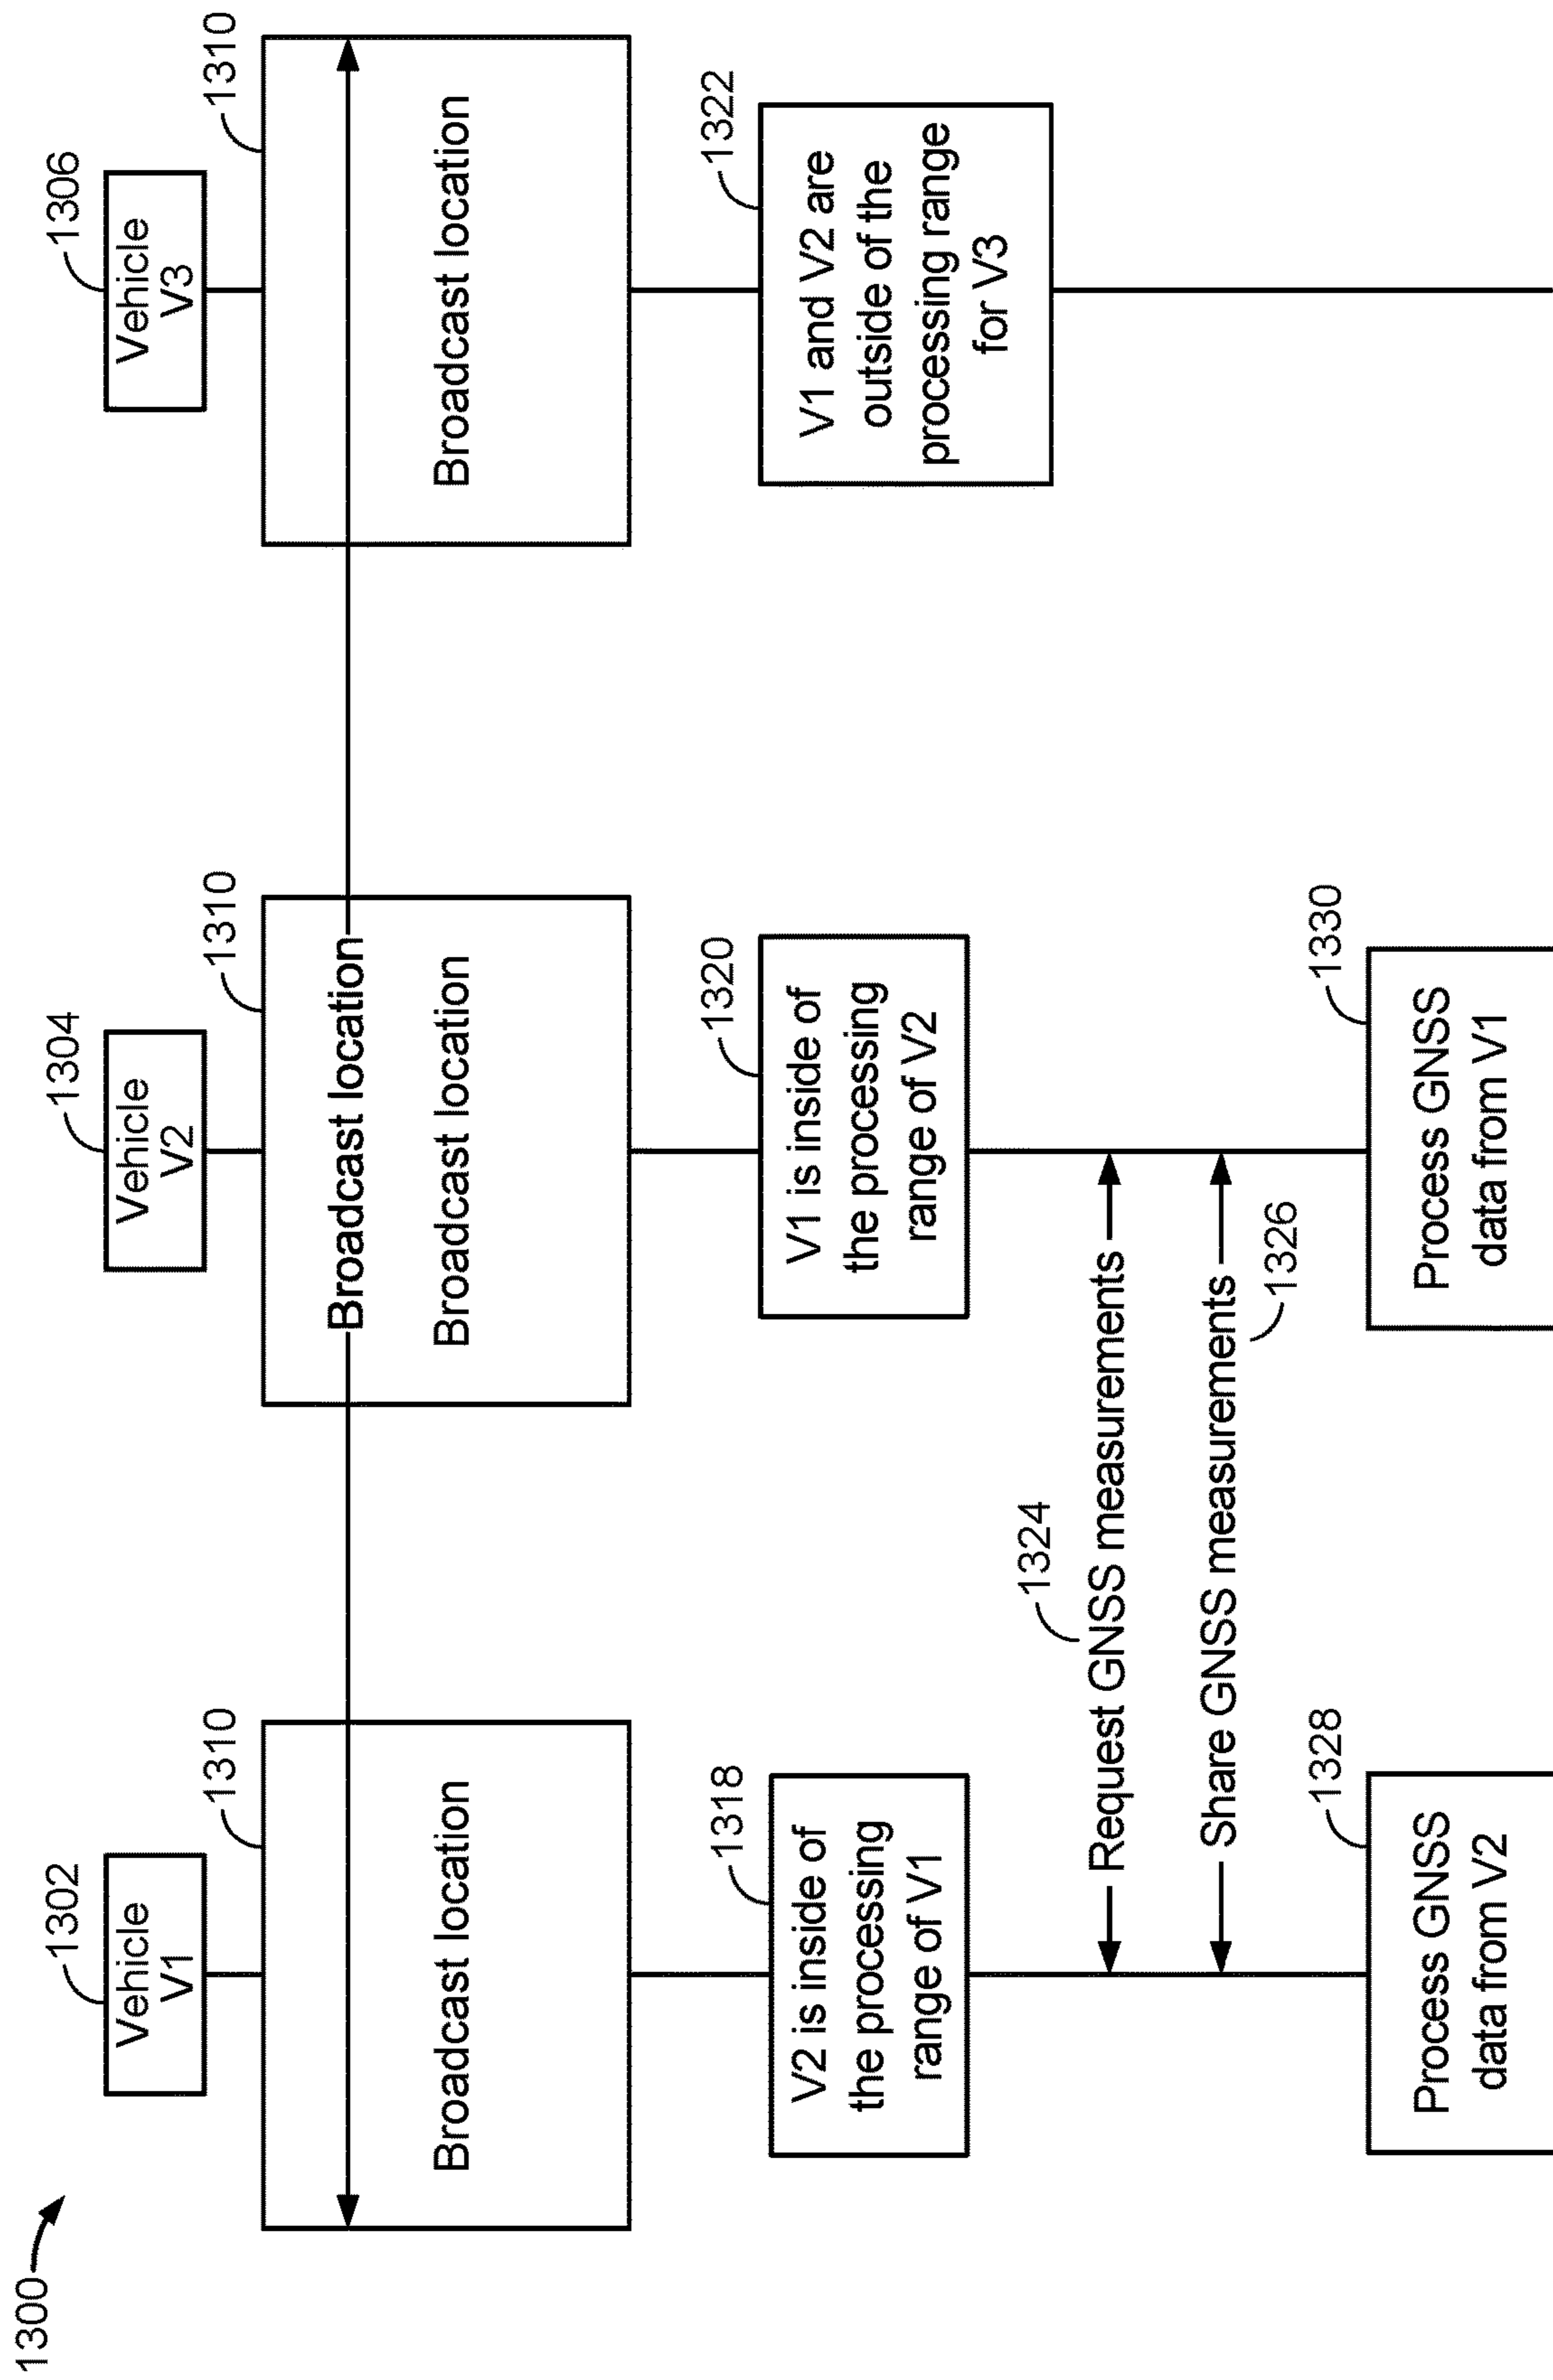 1300
1302
Vehicle
V1
1304
Vehicle
V2
1306
Vehicle
V3
1310
1310
1310
Broadcast location
Broadcast location
Broadcast location
Broadcast location
1318
V2 is inside of
the processing
range of V1
1320
V1 is inside of
the processing
range of V2
1322
V1 and V2 are
outside of the
processing range
for V3
1324
Request GNSS measurements
Share GNSS measurements
1326
1328
Process GNSS
data from V2
1330
Process GNSS
data from V1